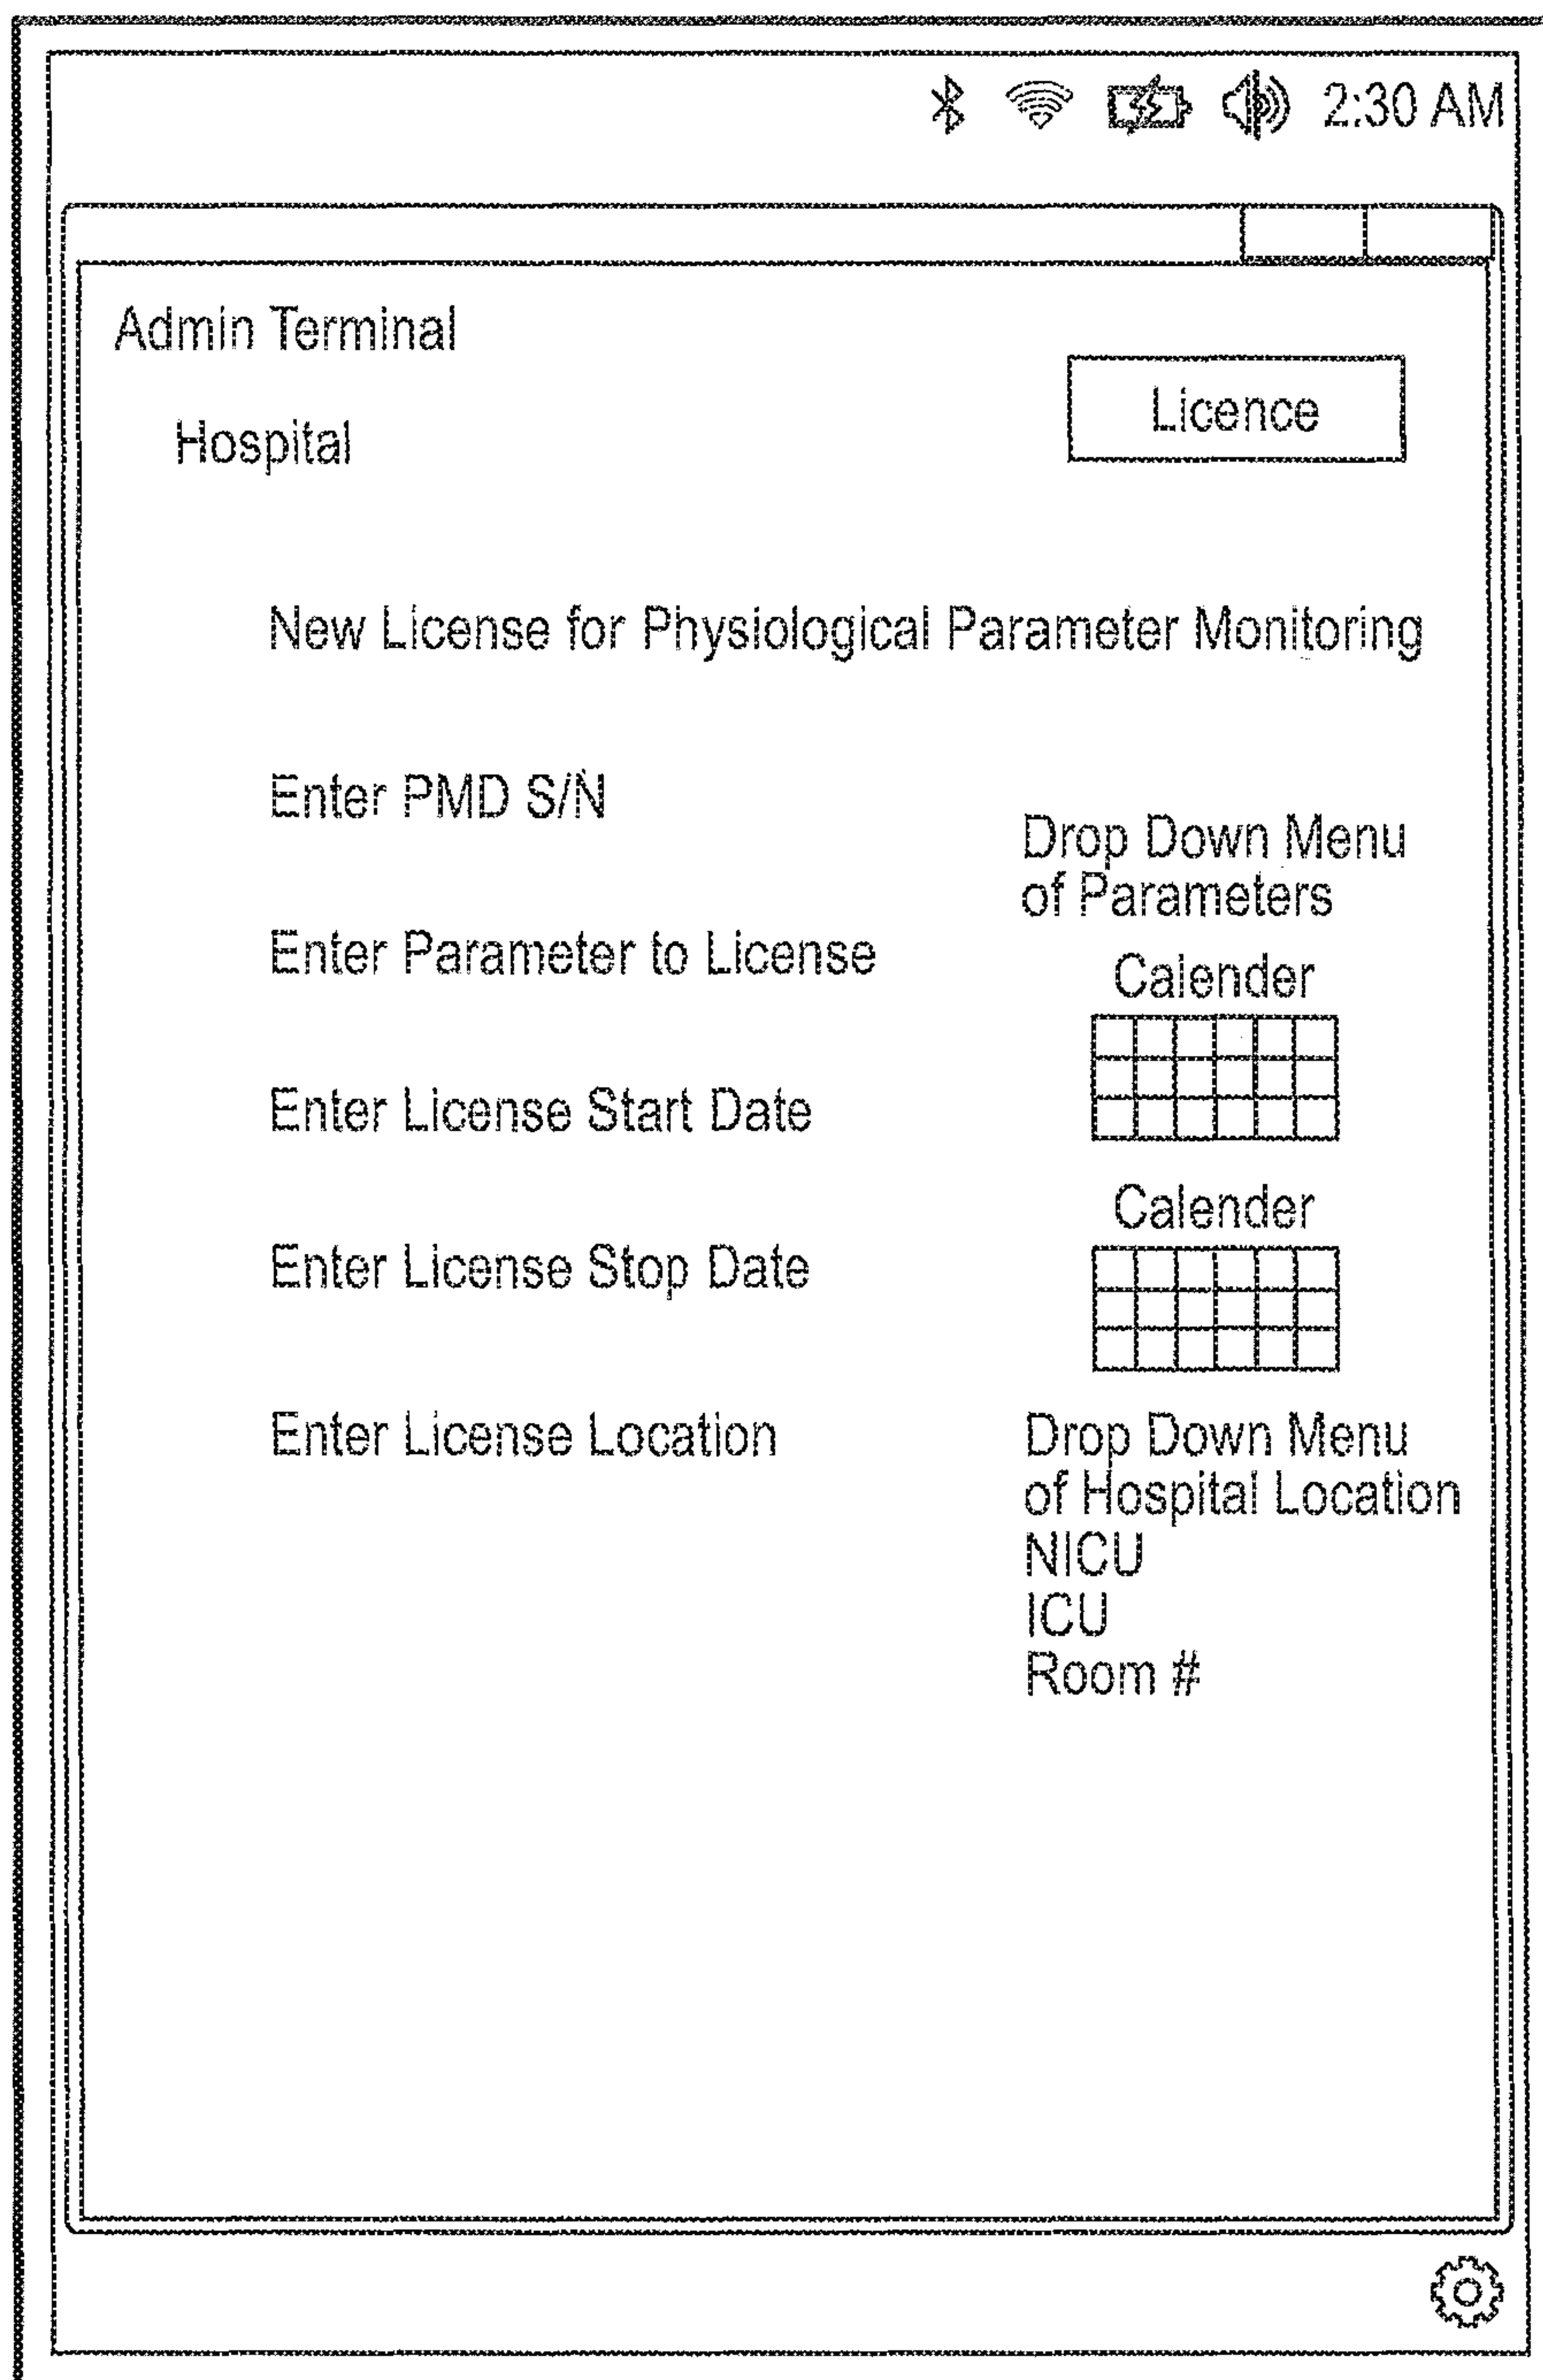 2:30 AM
Admin Terminal
Licence
Hospital
New License for Physiological Parameter Monitoring
Enter PMD S/N
Drop Down Menu
of Parameters
Enter Parameter to License
Calender
Enter License Start Date
Calender
Enter License Stop Date
Enter License Location
Drop Down Menu
of Hospital Location
NICU
ICU
Room #